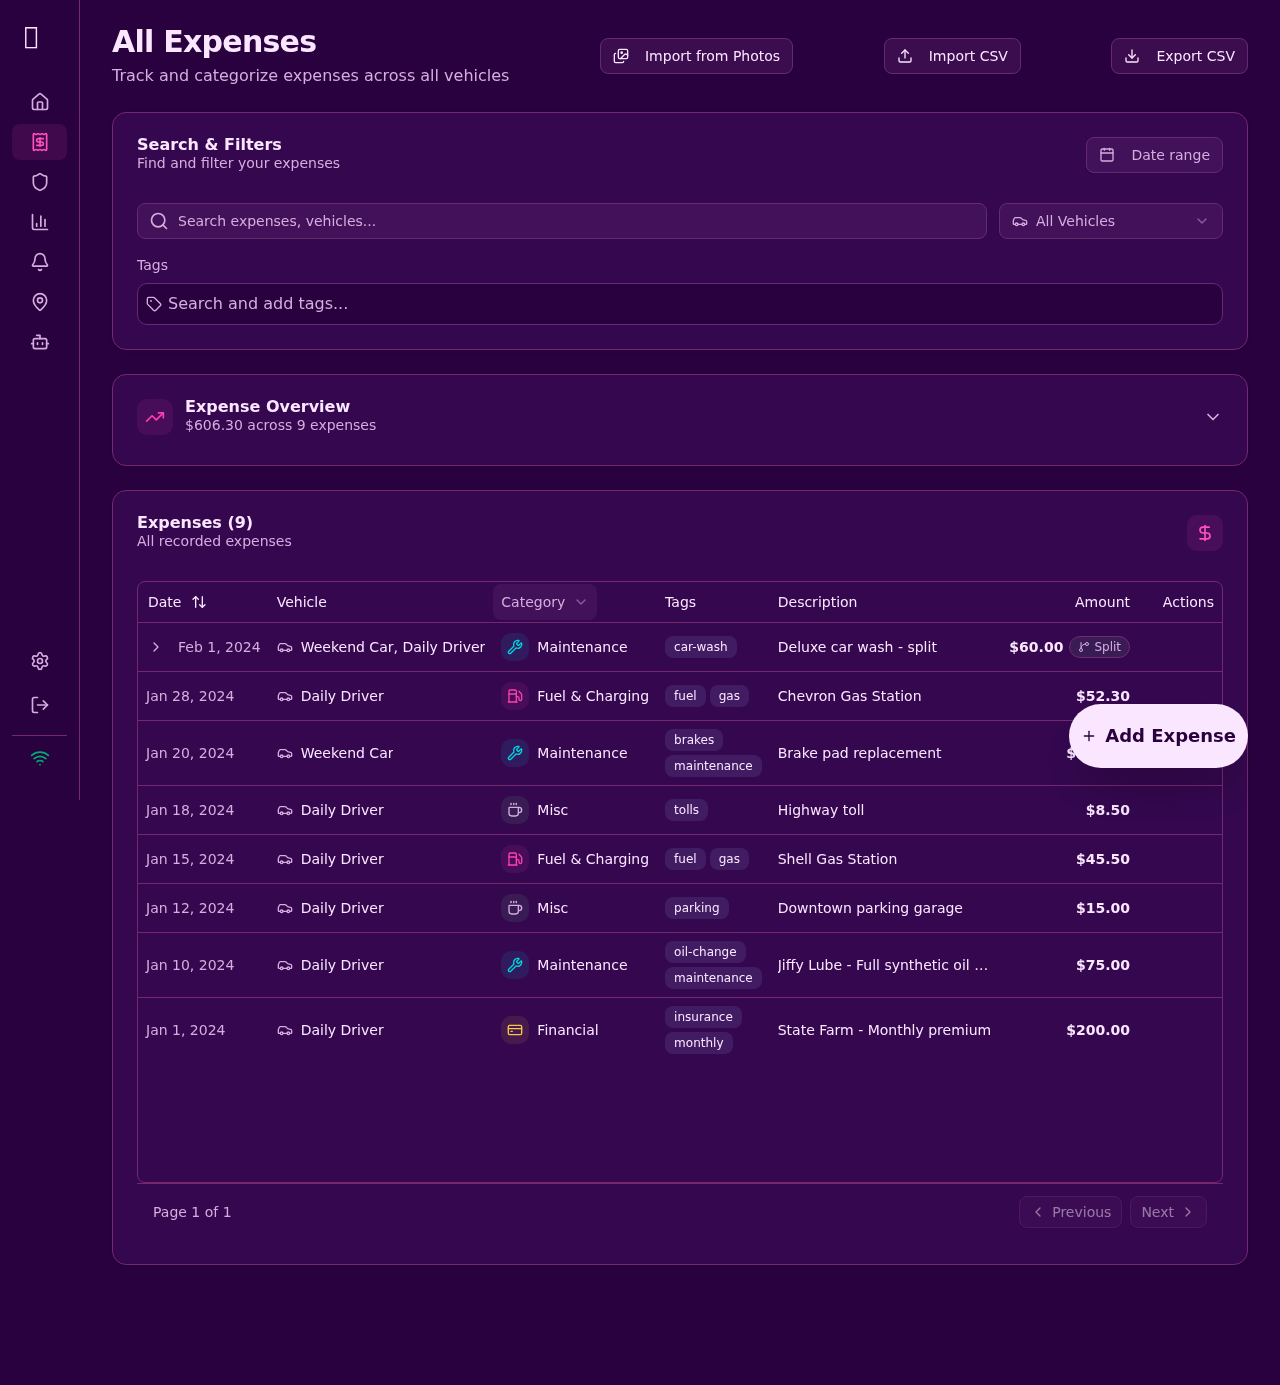 All Expenses
Track and categorize expenses across all vehicles
Import from Photos
Import CSV
Export CSV
Search & Filters
Find and filter your expenses
Date range
Search expenses, vehicles...
All Vehicles
Tags
Search and add tags...
Expense Overview
$606.30 across 9 expenses
Expenses (9)
All recorded expenses
Date Vehicle Category Tags Description Amount Actions
Feb 1, 2024 Weekend Car, Daily Driver Maintenance car-wash Deluxe car wash - split $60.00 Split
Jan 28, 2024 Daily Driver Fuel & Charging fuel gas Chevron Gas Station $52.30
Add Expense
Jan 20, 2024 Weekend Car Maintenance brakes maintenance Brake pad replacement
Jan 18, 2024 Daily Driver Misc tolls Highway toll $8.50
Jan 15, 2024 Daily Driver Fuel & Charging fuel gas Shell Gas Station $45.50
Jan 12, 2024 Daily Driver Misc parking Downtown parking garage $15.00
Jan 10, 2024 Daily Driver Maintenance oil-change maintenance Jiffy Lube - Full synthetic oil ... $75.00
Jan 1, 2024 Daily Driver Financial insurance monthly State Farm - Monthly premium $200.00
Page 1 of 1
Previous
Next